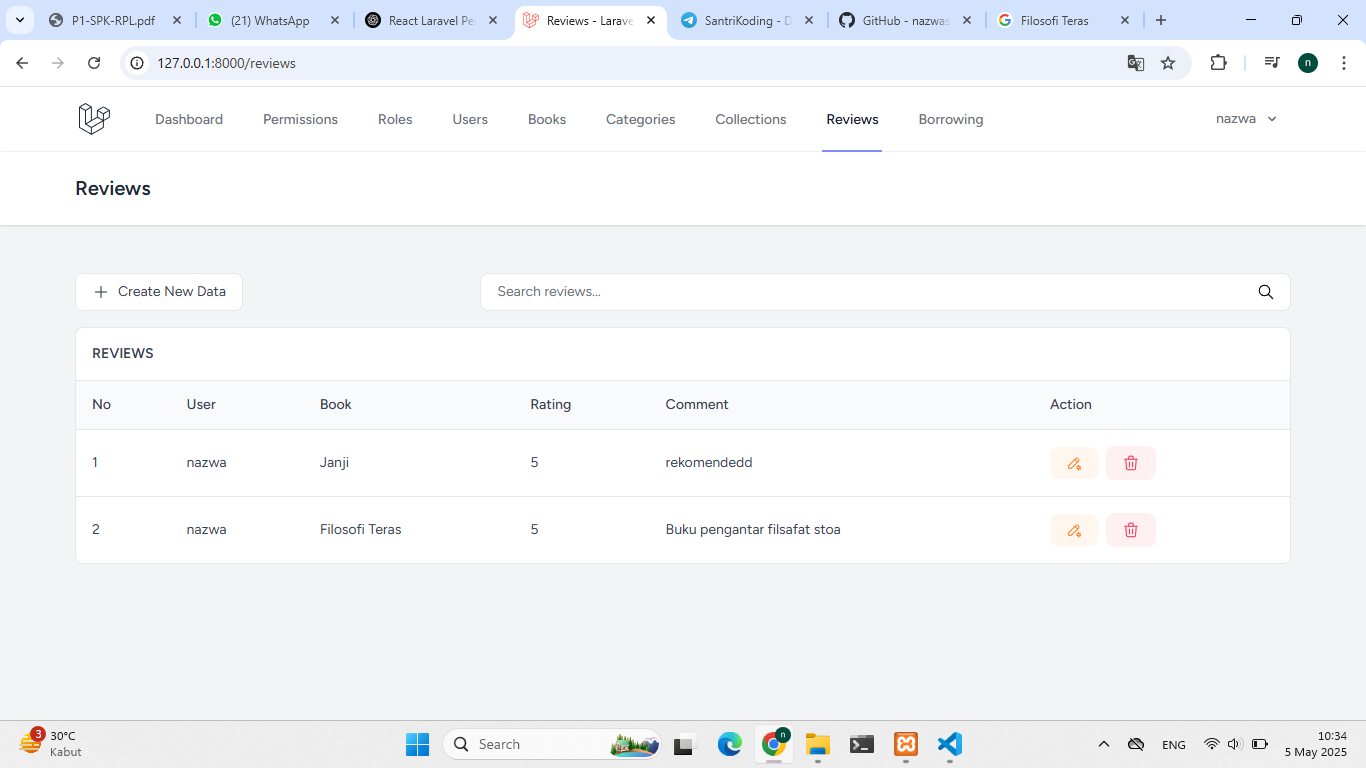 P1-SPK-RPL.pdf
(21) WhatsApp
React Laravel Pe
Reviews - Larave
SantriKoding - D
GitHub - nazwas
Filosofi Teras
127.0.0.1:8000/reviews
n
Dashboard Permissions Roles Users Books Categories Collections Reviews Borrowing nazwa
Reviews
Create New Data
Search reviews...
REVIEWS
No User Book Rating Comment Action
1 nazwa Janji 5 rekomendedd
2 nazwa Filosofi Teras 5 Buku pengantar filsafat stoa
3
30°C
Kabut
Search
n
ENG
10:34
5 May 2025